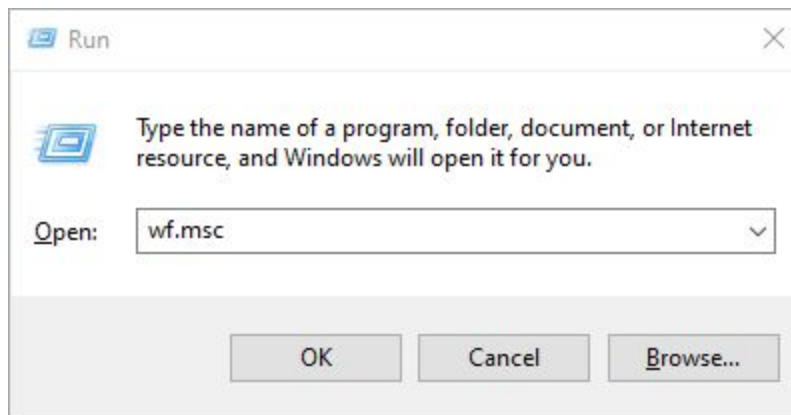 Run
Type the name of a program, folder, document, or Internet
resource, and Windows will open it for you.
Open: wf.msc
OK Cancel Browse...